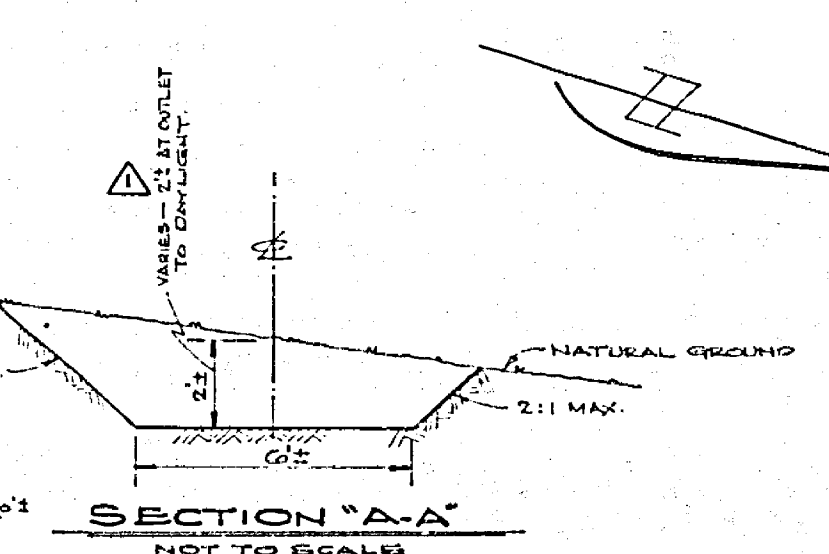 VARIES — 2'± AT OUTLET
TO DAYLIGHT.
1
℄
NATURAL GROUND
2:1 MAX.
2'±
6'±
SECTION "A-A"
NOT TO SCALE